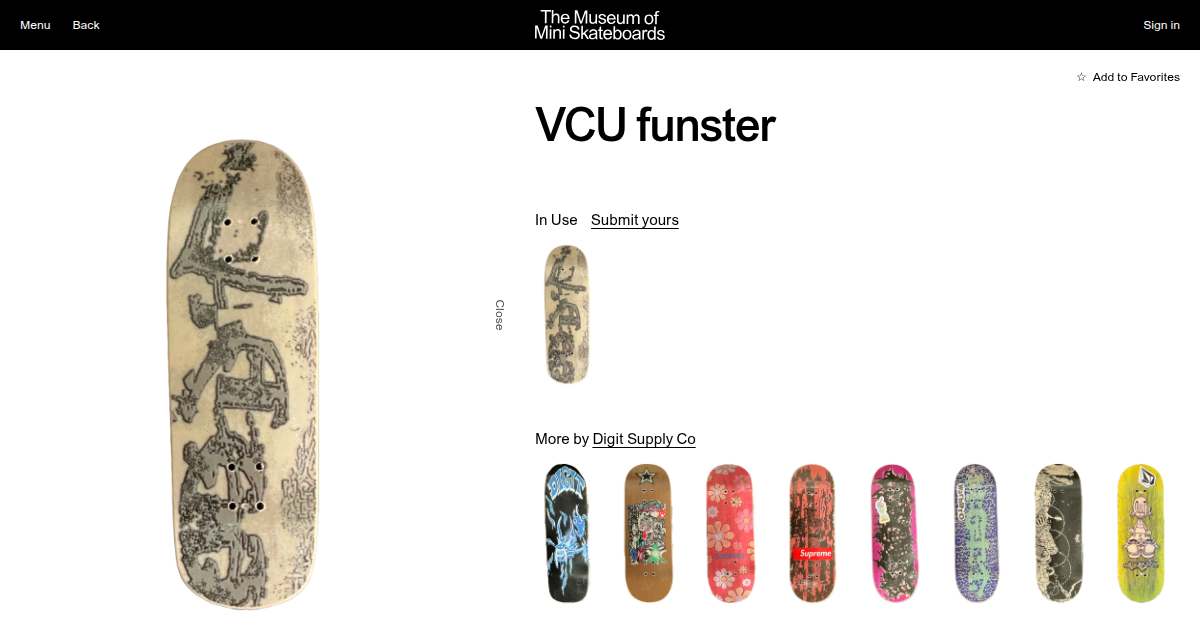 Menu
Back
The Museum of
Mini Skateboards
Sign in
☆ Add to Favorites
VCU funster
In Use
Submit yours
Close
More by Digit Supply Co
DIGIT
Supreme